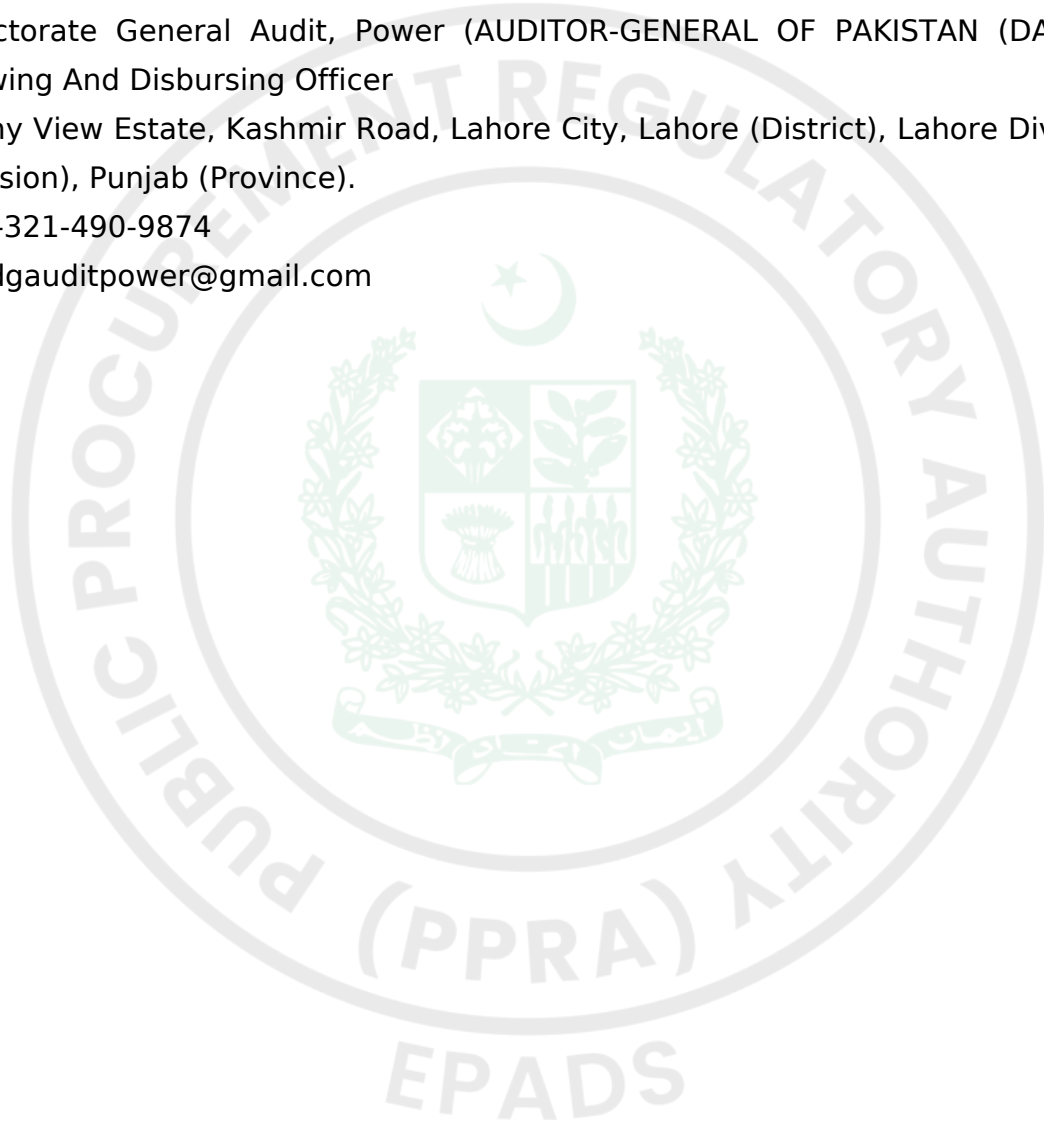 ctorate General Audit, Power (AUDITOR-GENERAL OF PAKISTAN (DA
wing And Disbursing Officer
ny View Estate, Kashmir Road, Lahore City, Lahore (District), Lahore Div
sion), Punjab (Province).
-321-490-9874
lgauditpower@gmail.com
PUBLIC PROCUREMENT REGULATORY AUTHORITY
(PPRA)
EPADS